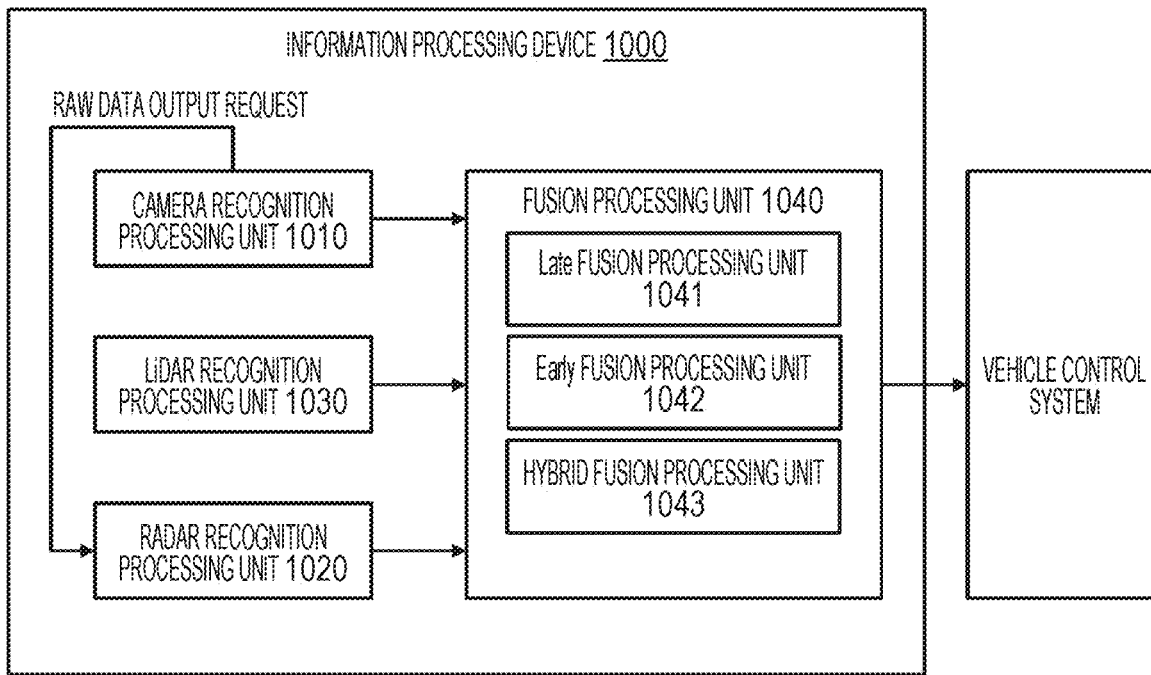 INFORMATION PROCESSING DEVICE 1000
RAW DATA OUTPUT REQUEST
CAMERA RECOGNITION
PROCESSING UNIT 1010
LiDAR RECOGNITION
PROCESSING UNIT 1030
RADAR RECOGNITION
PROCESSING UNIT 1020
FUSION PROCESSING UNIT 1040
Late FUSION PROCESSING UNIT
1041
Early FUSION PROCESSING UNIT
1042
HYBRID FUSION PROCESSING UNIT
1043
VEHICLE CONTROL
SYSTEM